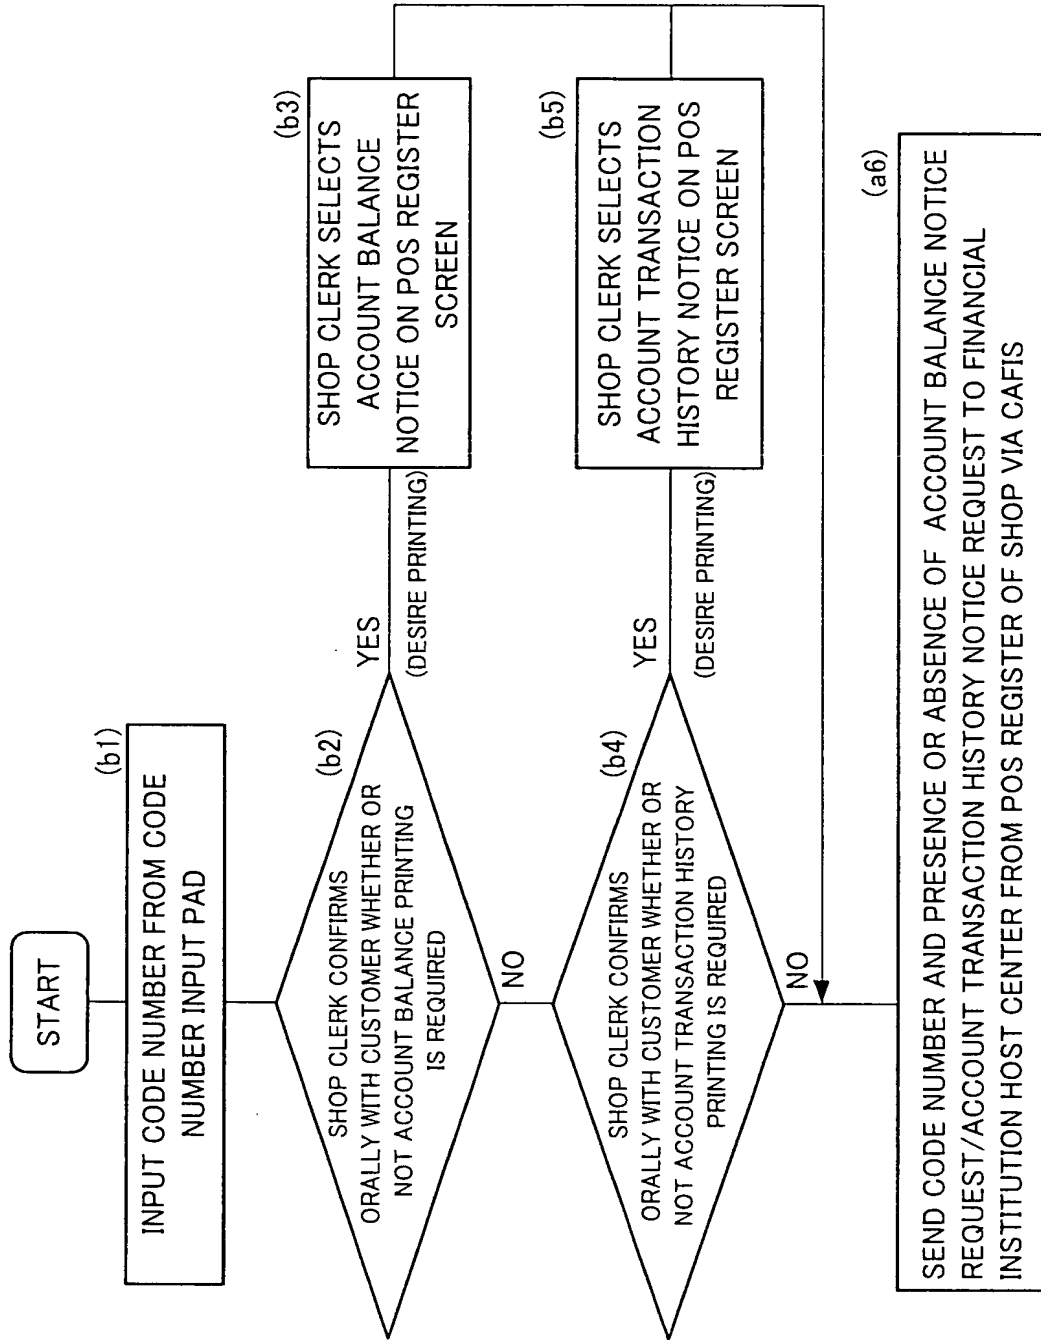 START
(b1)
INPUT CODE NUMBER FROM CODE
NUMBER INPUT PAD
(b2)
SHOP CLERK CONFIRMS
ORALLY WITH CUSTOMER WHETHER OR
NOT ACCOUNT BALANCE PRINTING
IS REQUIRED
YES
(DESIRE PRINTING)
NO
(b3)
SHOP CLERK SELECTS
ACCOUNT BALANCE
NOTICE ON POS REGISTER
SCREEN
(b4)
SHOP CLERK CONFIRMS
ORALLY WITH CUSTOMER WHETHER OR
NOT ACCOUNT TRANSACTION HISTORY
PRINTING IS REQUIRED
YES
(DESIRE PRINTING)
NO
(b5)
SHOP CLERK SELECTS
ACCOUNT TRANSACTION
HISTORY NOTICE ON POS
REGISTER SCREEN
(a6)
SEND CODE NUMBER AND PRESENCE OR ABSENCE OF ACCOUNT BALANCE NOTICE
REQUEST/ACCOUNT TRANSACTION HISTORY NOTICE REQUEST TO FINANCIAL
INSTITUTION HOST CENTER FROM POS REGISTER OF SHOP VIA CAFIS